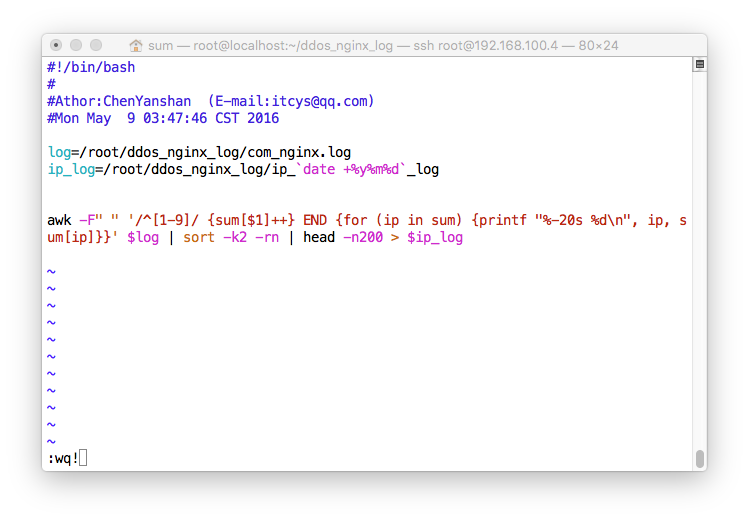 sum — root@localhost:~/ddos_nginx_log — ssh root@192.168.100.4 — 80×24
#!/bin/bash
#
#Athor:ChenYanshan  (E-mail:itcys@qq.com)
#Mon May  9 03:47:46 CST 2016
log=/root/ddos_nginx_log/com_nginx.log
ip_log=/root/ddos_nginx_log/ip_`date +%y%m%d`_log
awk -F" " '/^[1-9]/ {sum[$1]++} END {for (ip in sum) {printf "%-20s %d\n", ip, s
um[ip]}}' $log | sort -k2 -rn | head -n200 > $ip_log
~
~
~
~
~
~
~
~
~
~
~
:wq!